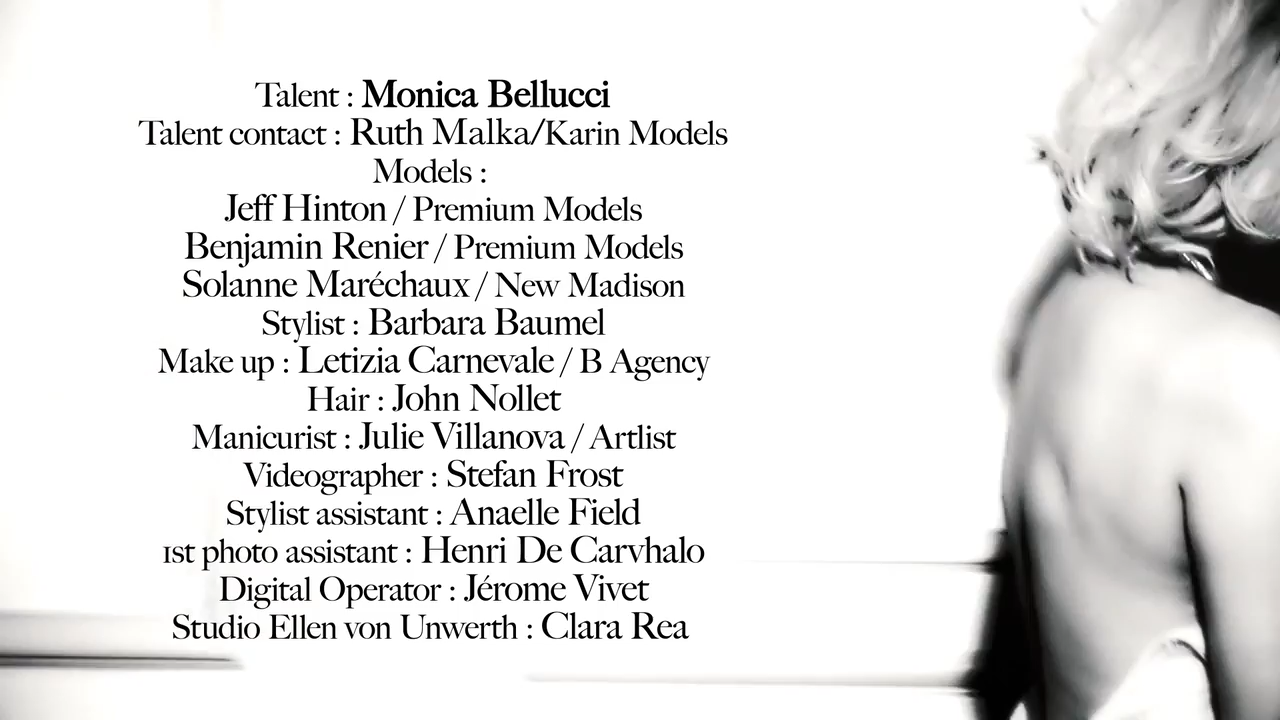 Talent : Monica Bellucci
Talent contact : Ruth Malka/Karin Models
Models :
Jeff Hinton / Premium Models
Benjamin Renier / Premium Models
Solanne Maréchaux / New Madison
Stylist : Barbara Baumel
Make up : Letizia Carnevale / B Agency
Hair : John Nollet
Manicurist : Julie Villanova / Artlist
Videographer : Stefan Frost
Stylist assistant : Anaelle Field
1st photo assistant : Henri De Carvhalo
Digital Operator : Jérome Vivet
Studio Ellen von Unwerth : Clara Rea